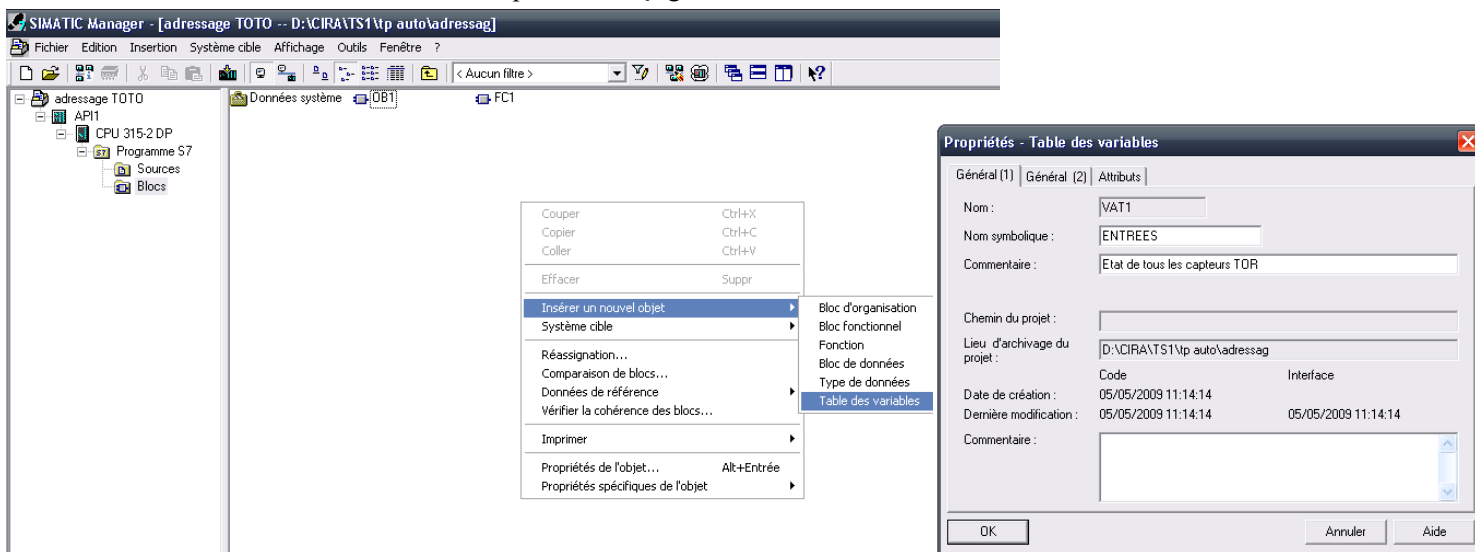 SIMATIC Manager - [adressage TOTO -- D:\CIRA\TS1\tp auto\adressag]
Fichier Edition Insertion Système cible Affichage Outils Fenêtre ?
< Aucun filtre >
adressage TOTO
API1
CPU 315-2 DP
Programme S7
Sources
Blocs
Données système OB1 FC1
Couper Ctrl+X
Copier Ctrl+C
Coller Ctrl+V
Effacer Suppr
Insérer un nouvel objet
Système cible
Réassignation...
Comparaison de blocs...
Données de référence
Vérifier la cohérence des blocs...
Imprimer
Propriétés de l'objet... Alt+Entrée
Propriétés spécifiques de l'objet
Bloc d'organisation
Bloc fonctionnel
Fonction
Bloc de données
Type de données
Table des variables
Propriétés - Table des variables
Général (1) Général (2) Attributs
Nom : VAT1
Nom symbolique : ENTREES
Commentaire : Etat de tous les capteurs TOR
Chemin du projet :
Lieu d'archivage du
projet : D:\CIRA\TS1\tp auto\adressag
Code Interface
Date de création : 05/05/2009 11:14:14
Dernière modification : 05/05/2009 11:14:14 05/05/2009 11:14:14
Commentaire :
OK Annuler Aide